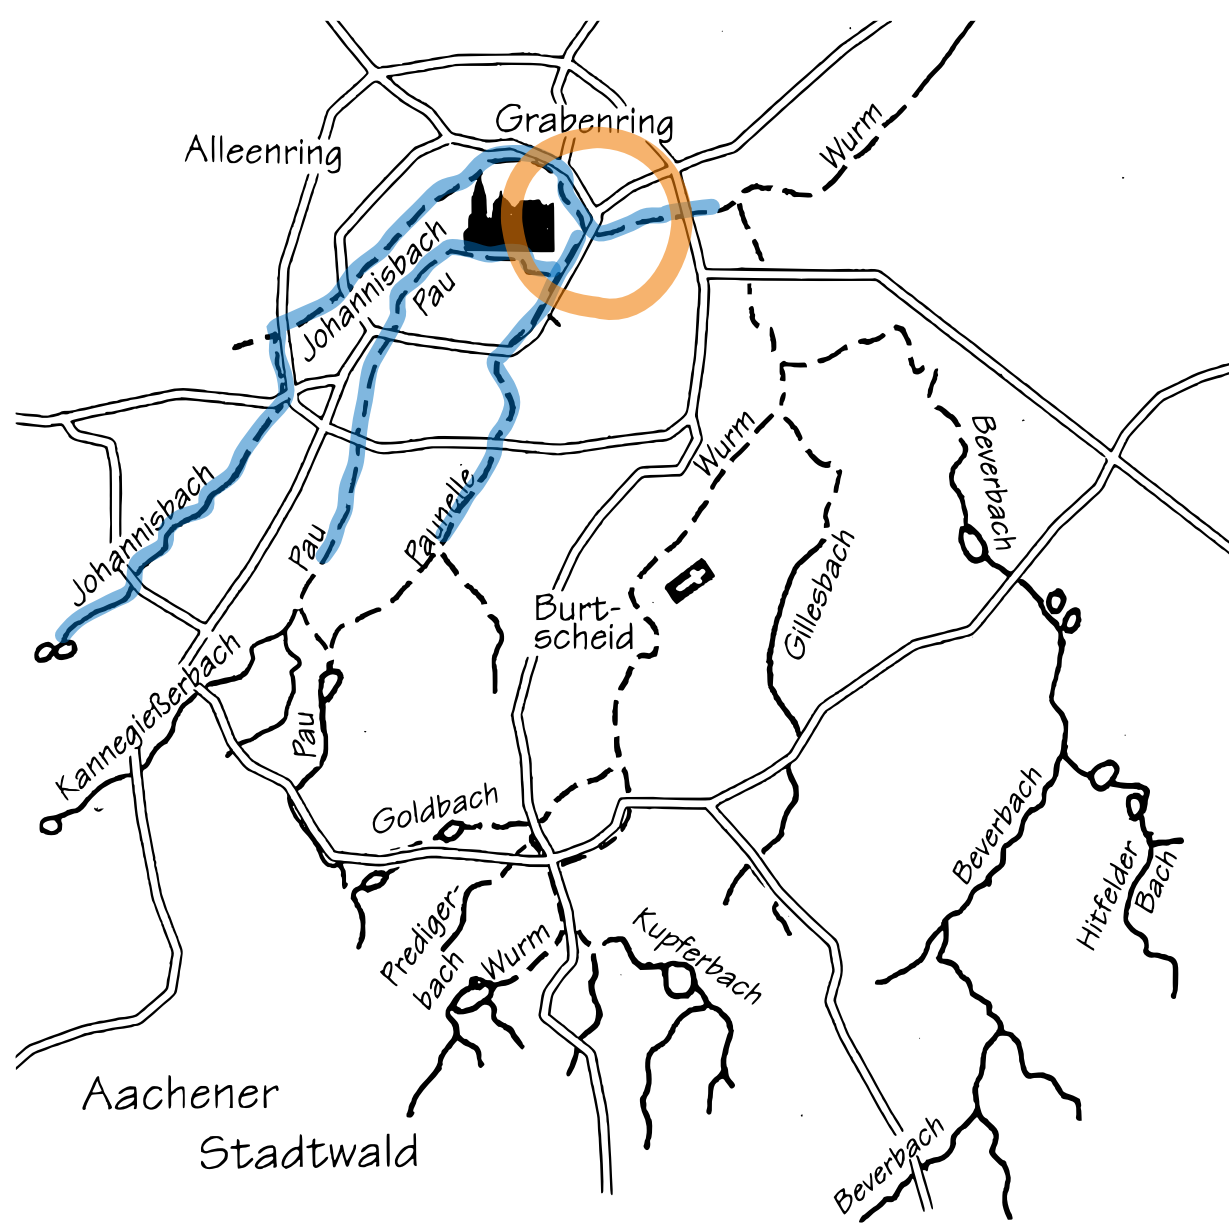 Grabenring
Alleenring
Wurm
Johannisbach
Pau
Johannisbach
Pau
Paunelle
Wurm
Beverbach
Burt-
scheid
Gillesbach
Kannegießerbach
Pau
Goldbach
Prediger-
bach
Wurm
Kupferbach
Beverbach
Hitfelder
Bach
Aachener
Stadtwald
Beverbach